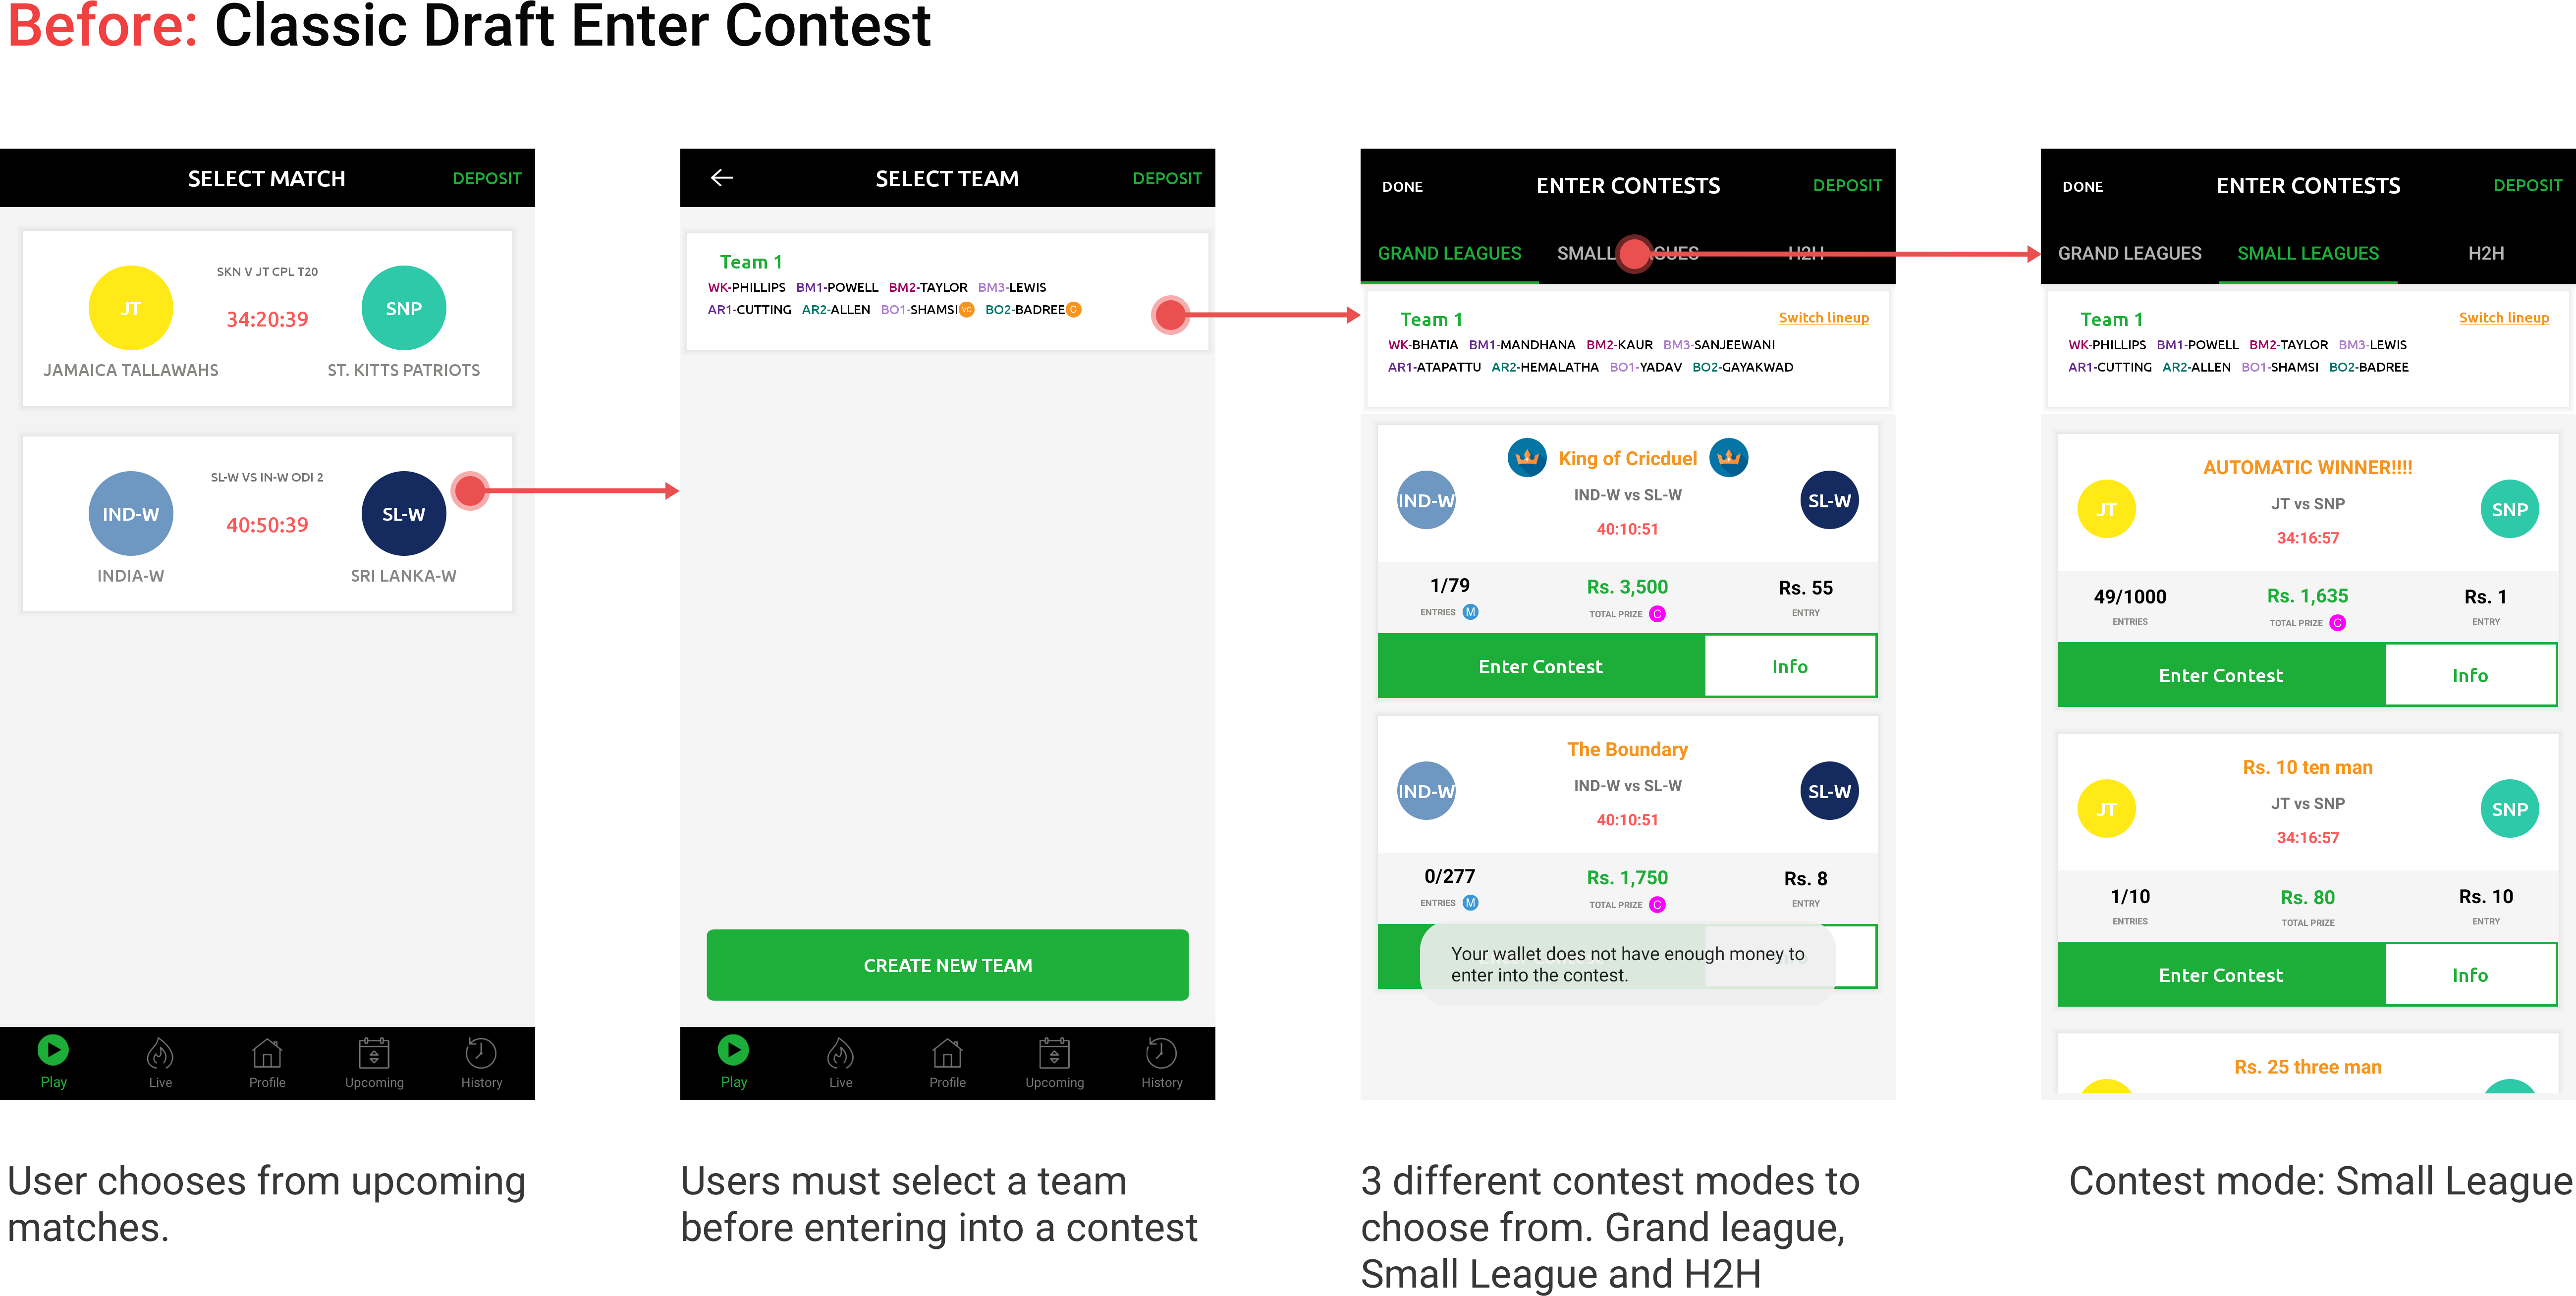 Before: Classic Draft Enter Contest
SELECT MATCH
DEPOSIT
SKN V JT CPL T20
JT
34:20:39
SNP
JAMAICA TALLAWAHS
ST. KITTS PATRIOTS
SL-W VS IN-W ODI 2
IND-W
40:50:39
SL-W
INDIA-W
SRI LANKA-W
Play
Live
Profile
Upcoming
History
User chooses from upcoming
matches.
SELECT TEAM
DEPOSIT
Team 1
WK-PHILLIPS BM1-POWELL BM2-TAYLOR BM3-LEWIS
AR1-CUTTING AR2-ALLEN BO1-SHAMSI VC BO2-BADREE C
CREATE NEW TEAM
Play
Live
Profile
Upcoming
History
Users must select a team
before entering into a contest
DONE
ENTER CONTESTS
DEPOSIT
GRAND LEAGUES
SMALL LEAGUES
H2H
Team 1
Switch lineup
WK-BHATIA BM1-MANDHANA BM2-KAUR BM3-SANJEEWANI
AR1-ATAPATTU AR2-HEMALATHA BO1-YADAV BO2-GAYAKWAD
King of Cricduel
IND-W
IND-W vs SL-W
SL-W
40:10:51
1/79
Rs. 3,500
Rs. 55
ENTRIES M
TOTAL PRIZE C
ENTRY
Enter Contest
Info
The Boundary
IND-W
IND-W vs SL-W
SL-W
40:10:51
0/277
Rs. 1,750
Rs. 8
ENTRIES M
TOTAL PRIZE C
ENTRY
Your wallet does not have enough money to
enter into the contest.
3 different contest modes to
choose from. Grand league,
Small League and H2H
DONE
ENTER CONTESTS
DEPOSIT
GRAND LEAGUES
SMALL LEAGUES
H2H
Team 1
Switch lineup
WK-PHILLIPS BM1-POWELL BM2-TAYLOR BM3-LEWIS
AR1-CUTTING AR2-ALLEN BO1-SHAMSI BO2-BADREE
AUTOMATIC WINNER!!!!
JT
JT vs SNP
SNP
34:16:57
49/1000
Rs. 1,635
Rs. 1
ENTRIES
TOTAL PRIZE C
ENTRY
Enter Contest
Info
Rs. 10 ten man
JT
JT vs SNP
SNP
34:16:57
1/10
Rs. 80
Rs. 10
ENTRIES
TOTAL PRIZE
ENTRY
Enter Contest
Info
Rs. 25 three man
Contest mode: Small League